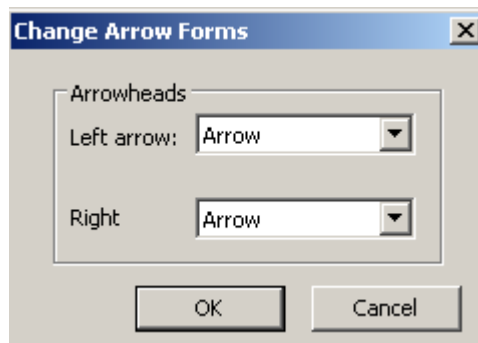 Change Arrow Forms
Arrowheads
Left arrow: Arrow
Right Arrow
OK Cancel